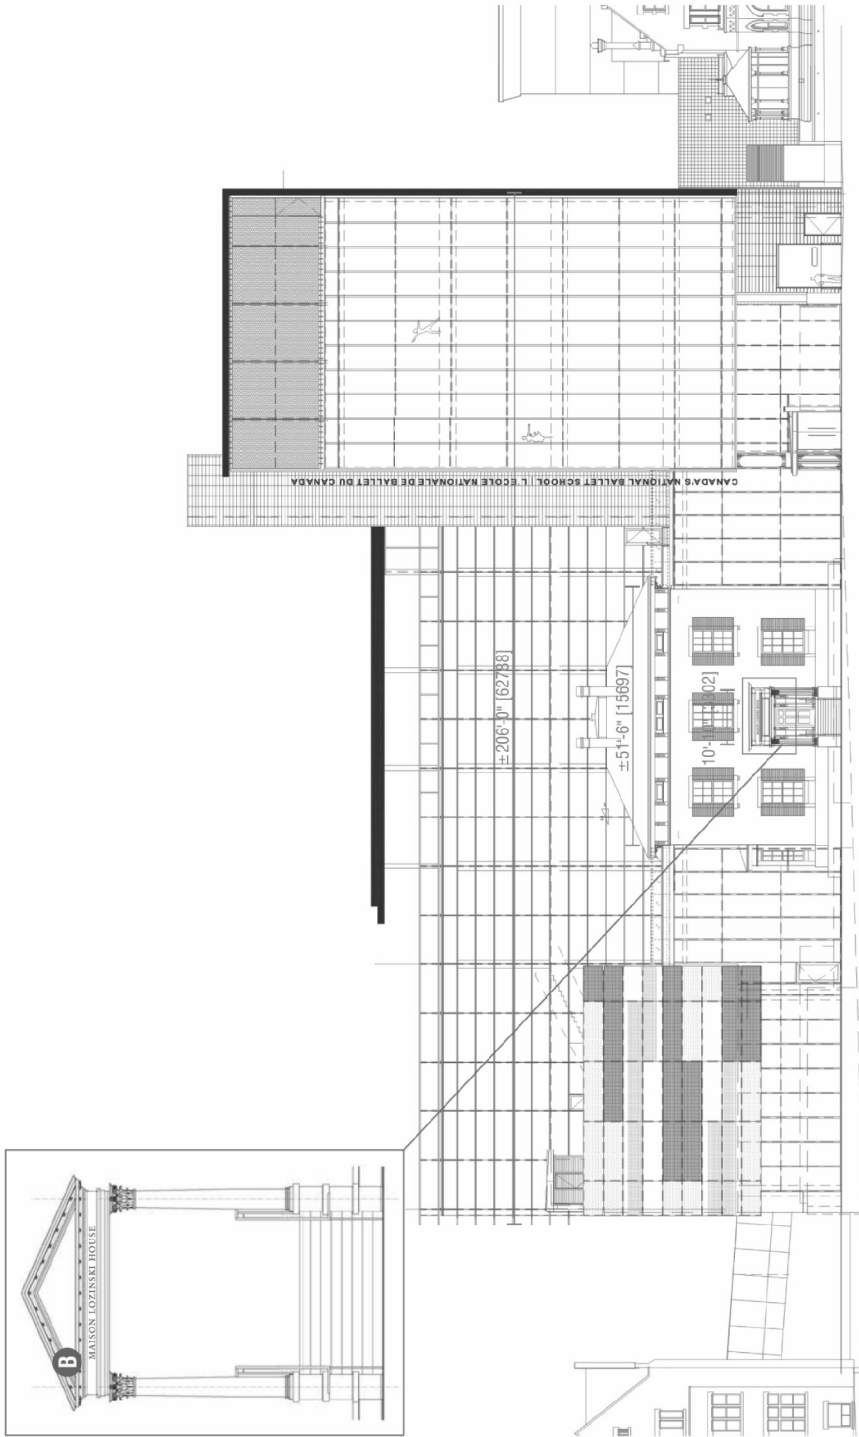 CANADA'S NATIONAL BALLET SCHOOL | L'ECOLE NATIONALE DE BALLET DU CANADA
±206'-0" [62788]
±51'-6" [15697]
B
MAISON LOZINSKI HOUSE